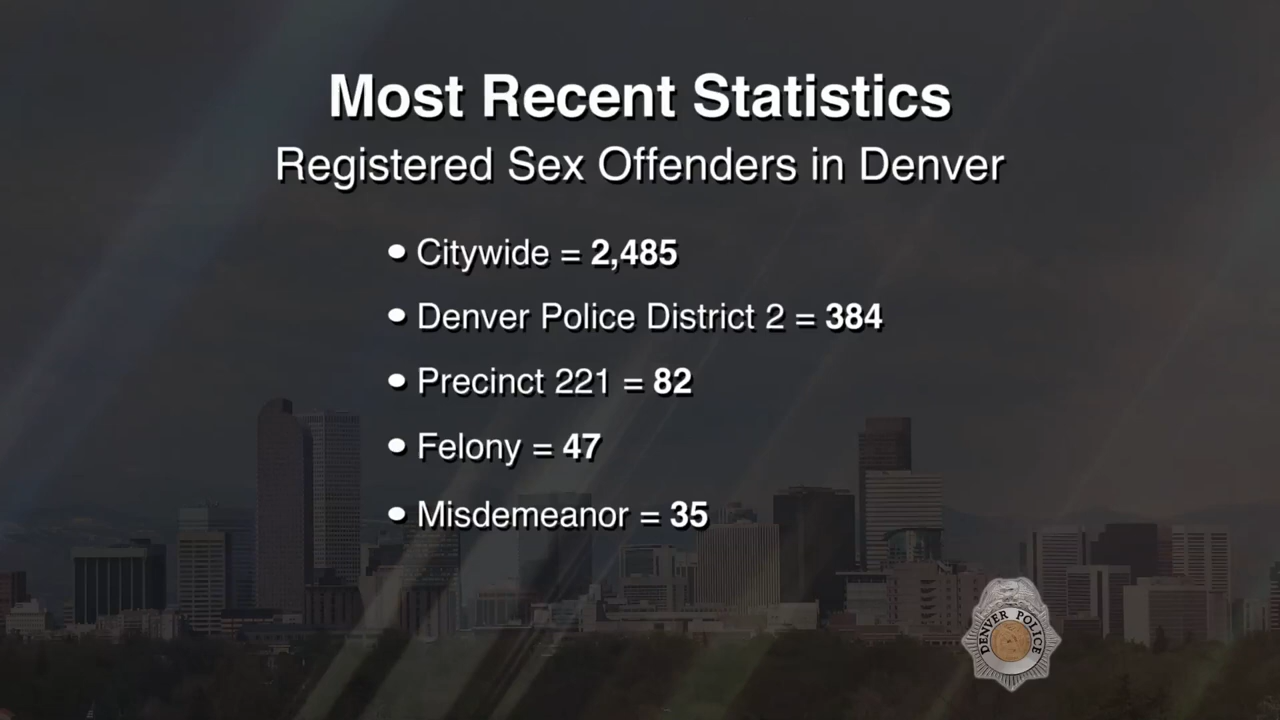 Most Recent Statistics
Registered Sex Offenders in Denver
• Citywide = 2,485
• Denver Police District 2 = 384
• Precinct 221 = 82
• Felony = 47
• Misdemeanor = 35
DENVER POLICE